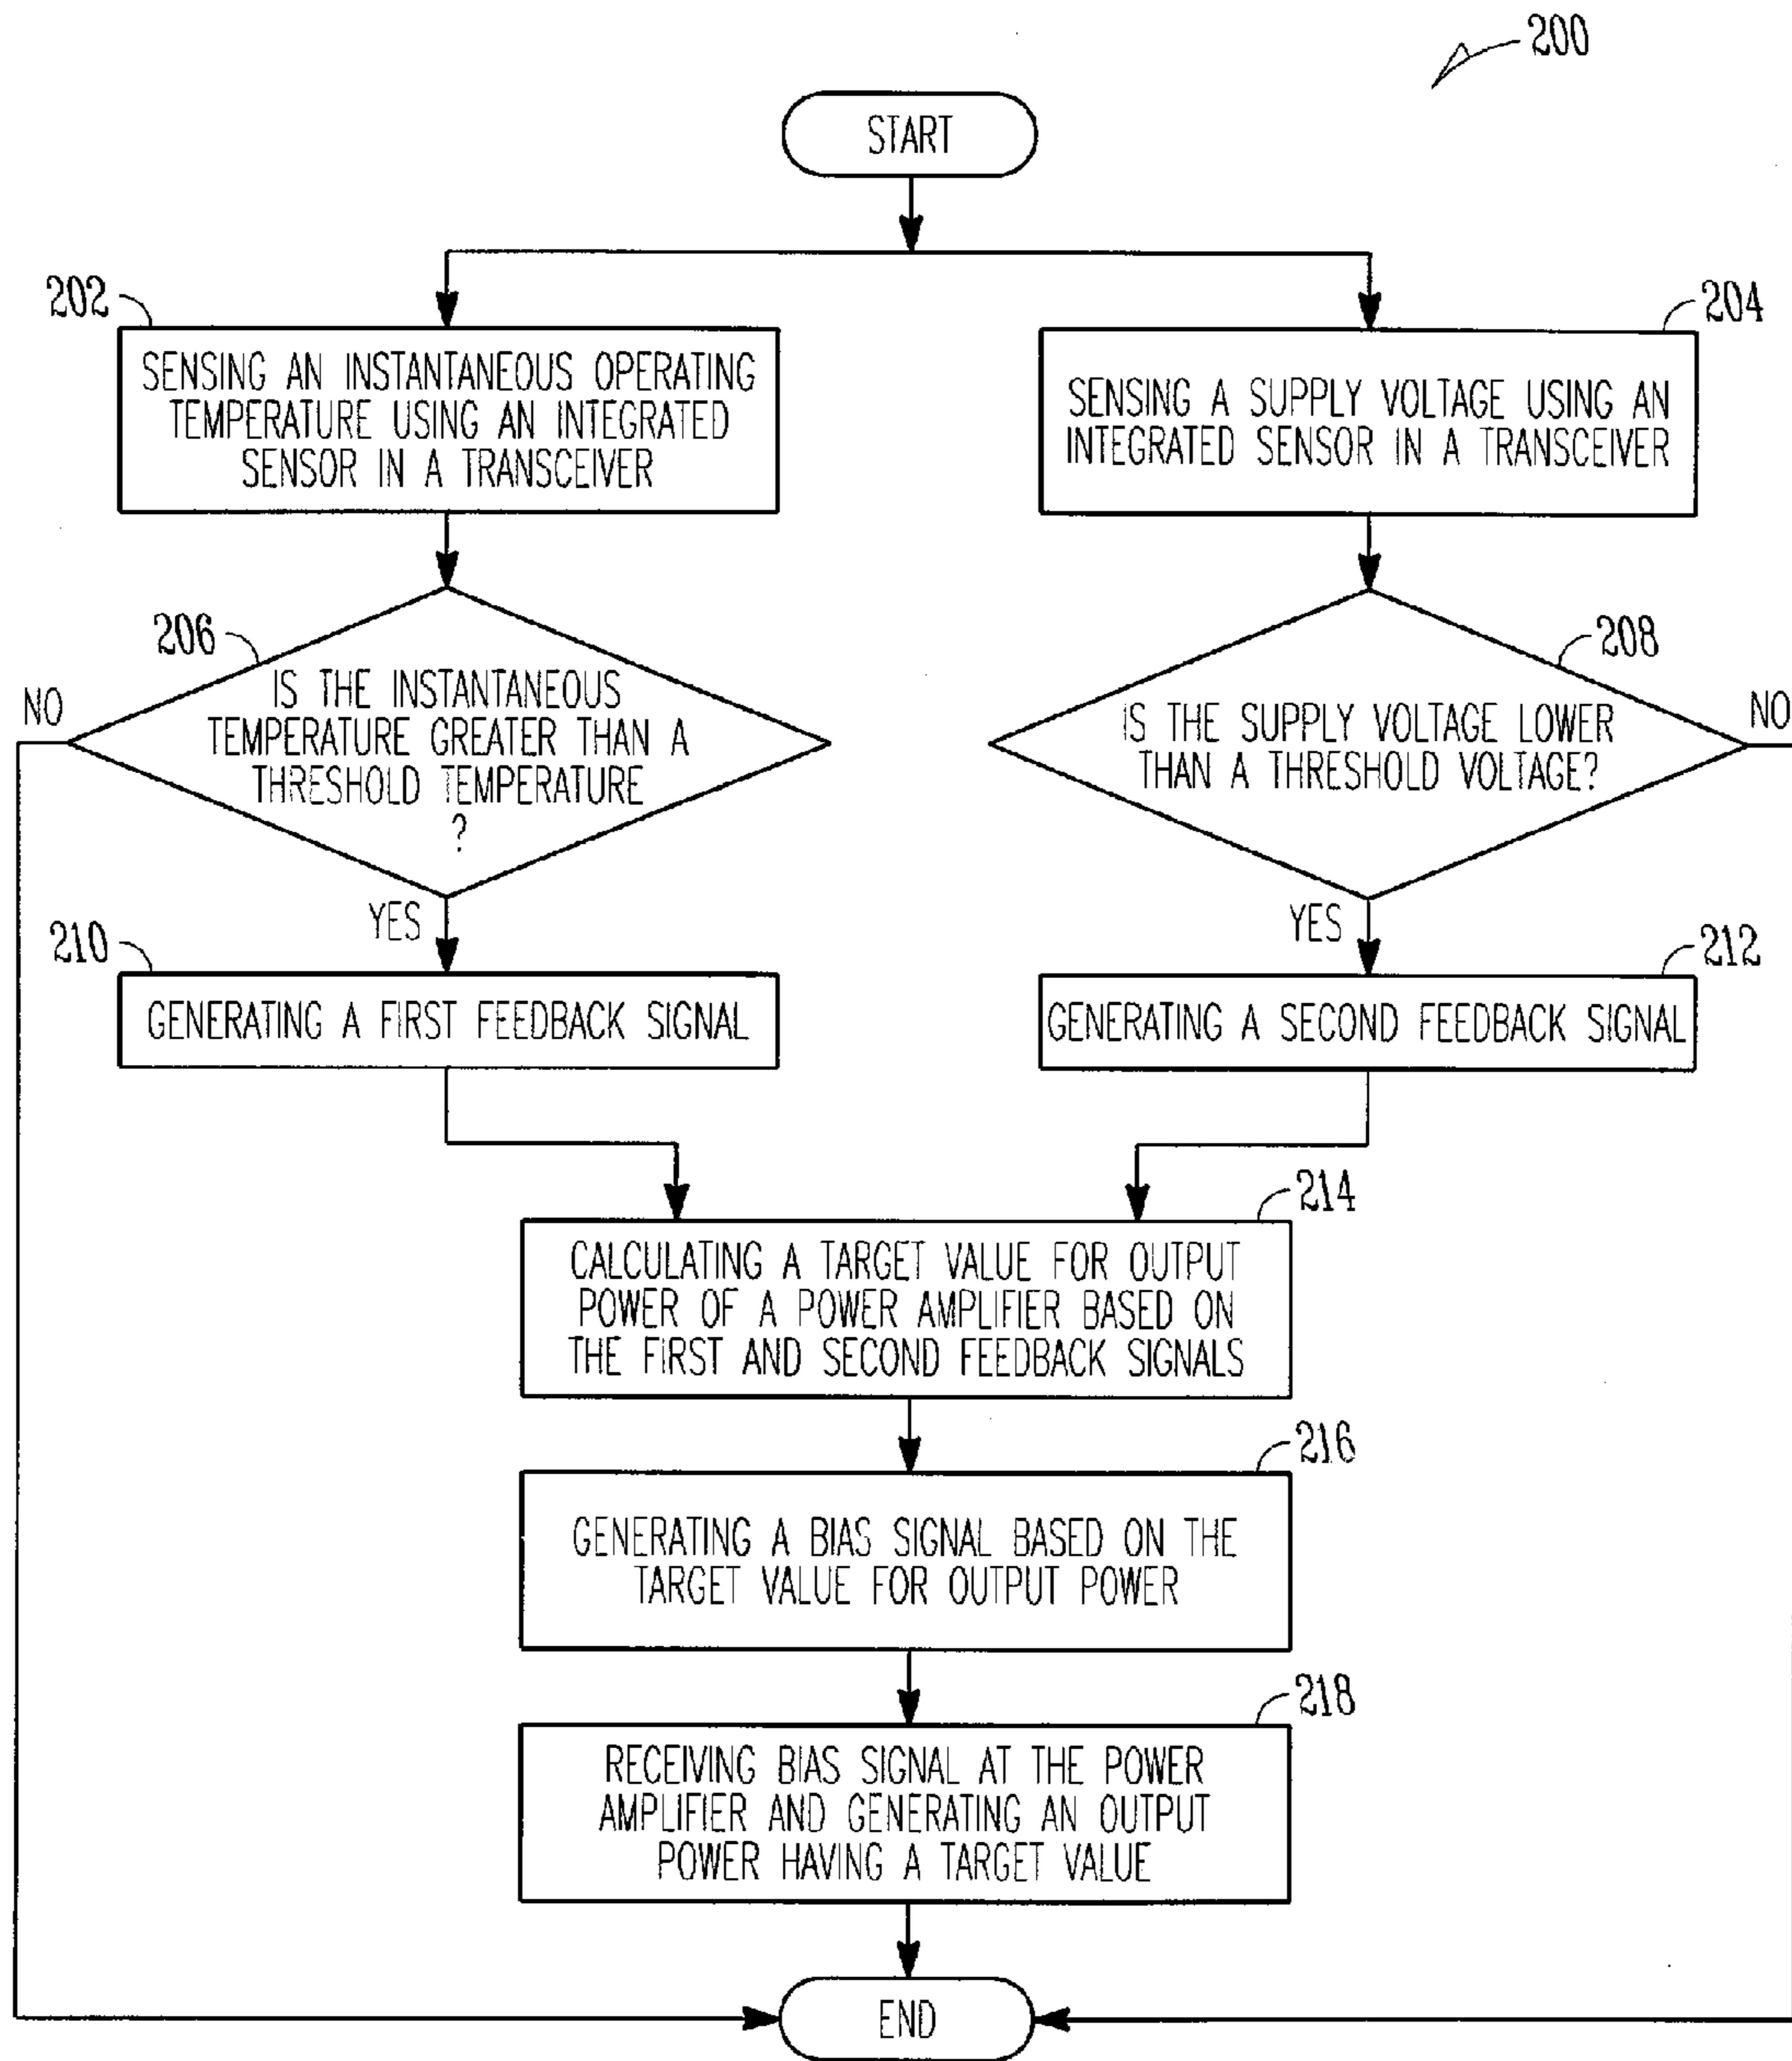 200
START
202
SENSING AN INSTANTANEOUS OPERATING
TEMPERATURE USING AN INTEGRATED
SENSOR IN A TRANSCEIVER
204
SENSING A SUPPLY VOLTAGE USING AN
INTEGRATED SENSOR IN A TRANSCEIVER
206
NO
IS THE INSTANTANEOUS
TEMPERATURE GREATER THAN A
THRESHOLD TEMPERATURE
?
YES
208
NO
IS THE SUPPLY VOLTAGE LOWER
THAN A THRESHOLD VOLTAGE?
YES
210
GENERATING A FIRST FEEDBACK SIGNAL
212
GENERATING A SECOND FEEDBACK SIGNAL
214
CALCULATING A TARGET VALUE FOR OUTPUT
POWER OF A POWER AMPLIFIER BASED ON
THE FIRST AND SECOND FEEDBACK SIGNALS
216
GENERATING A BIAS SIGNAL BASED ON THE
TARGET VALUE FOR OUTPUT POWER
218
RECEIVING BIAS SIGNAL AT THE POWER
AMPLIFIER AND GENERATING AN OUTPUT
POWER HAVING A TARGET VALUE
END